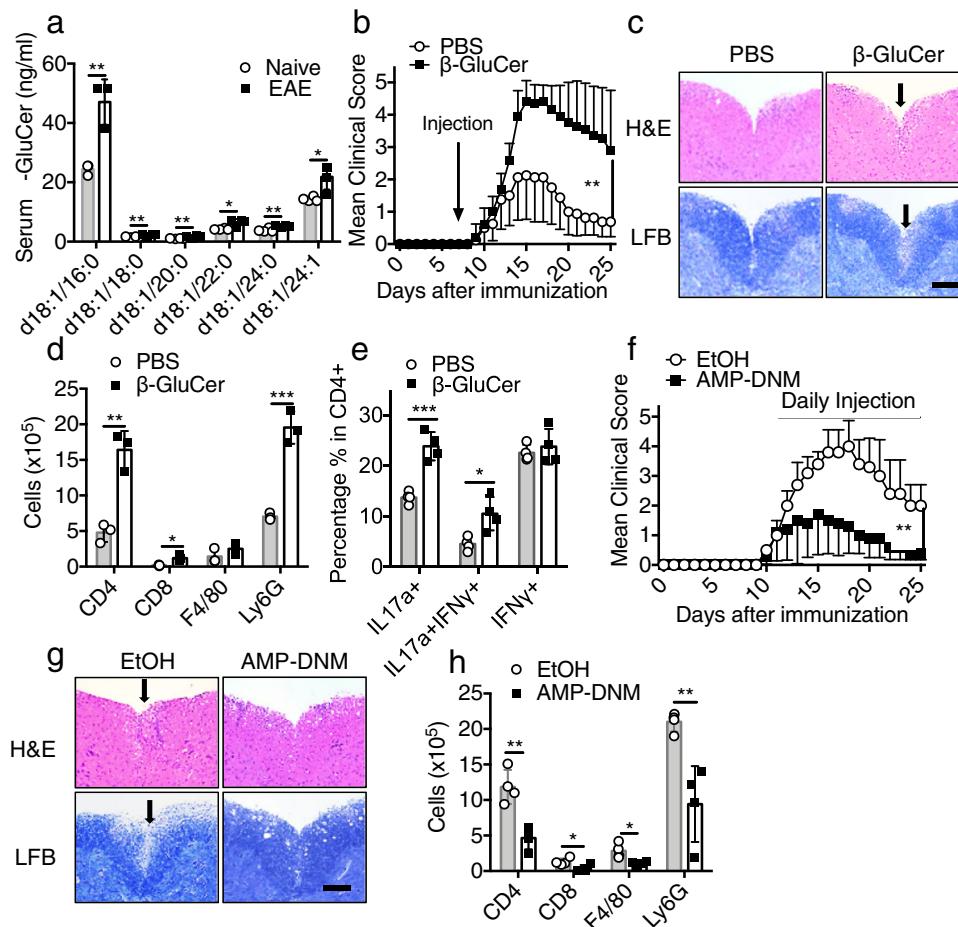 a
Serum -GluCer (ng/ml)
60
40
20
0
Naive
EAE
**
**
**
*
**
*
d18:1/16:0
d18:1/18:0
d18:1/20:0
d18:1/22:0
d18:1/24:0
d18:1/24:1
b
PBS
β-GluCer
Mean Clinical Score
5
4
3
2
1
0
Injection
**
0
5
10
15
20
25
Days after immunization
c
PBS
β-GluCer
H&E
LFB
d
PBS
β-GluCer
Cells (x10⁵)
25
20
15
10
5
0
**
*
***
CD4
CD8
F4/80
Ly6G
e
PBS
β-GluCer
Percentage % in CD4+
30
20
10
0
***
*
IL17a+
IL17a+IFNγ+
IFNγ+
f
EtOH
AMP-DNM
Daily Injection
Mean Clinical Score
5
4
3
2
1
0
**
0
5
10
15
20
25
Days after immunization
g
EtOH
AMP-DNM
H&E
LFB
h
EtOH
AMP-DNM
Cells (x10⁵)
25
20
15
10
5
0
**
*
*
**
CD4
CD8
F4/80
Ly6G